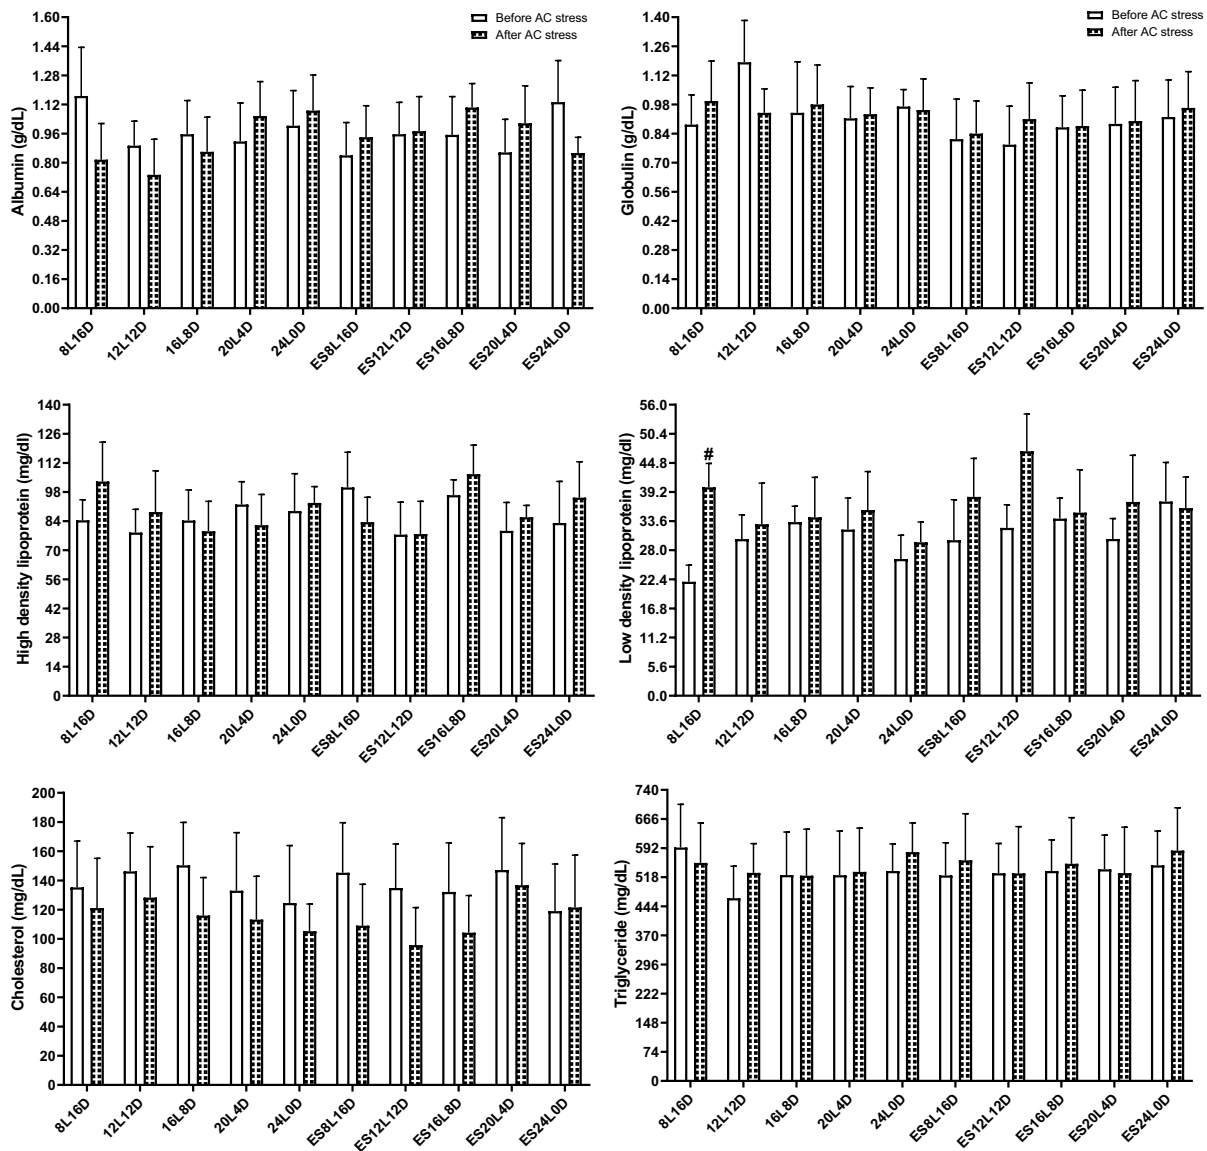 Albumin (g/dL)
1.60
1.44
1.28
1.12
0.96
0.80
0.64
0.48
0.32
0.16
0.00
Before AC stress
After AC stress
8L16D
12L12D
16L8D
20L4D
24L0D
ES8L16D
ES12L12D
ES16L8D
ES20L4D
ES24L0D
Globulin (g/dL)
1.40
1.26
1.12
0.98
0.84
0.70
0.56
0.42
0.28
0.14
0.00
Before AC stress
After AC stress
8L16D
12L12D
16L8D
20L4D
24L0D
ES8L16D
ES12L12D
ES16L8D
ES20L4D
ES24L0D
High density lipoprotein (mg/dl)
140
126
112
98
84
70
56
42
28
14
0
8L16D
12L12D
16L8D
20L4D
24L0D
ES8L16D
ES12L12D
ES16L8D
ES20L4D
ES24L0D
Low density lipoprotein (mg/dl)
56.0
50.4
44.8
39.2
33.6
28.0
22.4
16.8
11.2
5.6
0.0
#
8L16D
12L12D
16L8D
20L4D
24L0D
ES8L16D
ES12L12D
ES16L8D
ES20L4D
ES24L0D
Cholesterol (mg/dL)
200
180
160
140
120
100
80
60
40
20
0
8L16D
12L12D
16L8D
20L4D
24L0D
ES8L16D
ES12L12D
ES16L8D
ES20L4D
ES24L0D
Triglyceride (mg/dL)
740
666
592
518
444
370
296
222
148
74
0
8L16D
12L12D
16L8D
20L4D
24L0D
ES8L16D
ES12L12D
ES16L8D
ES20L4D
ES24L0D